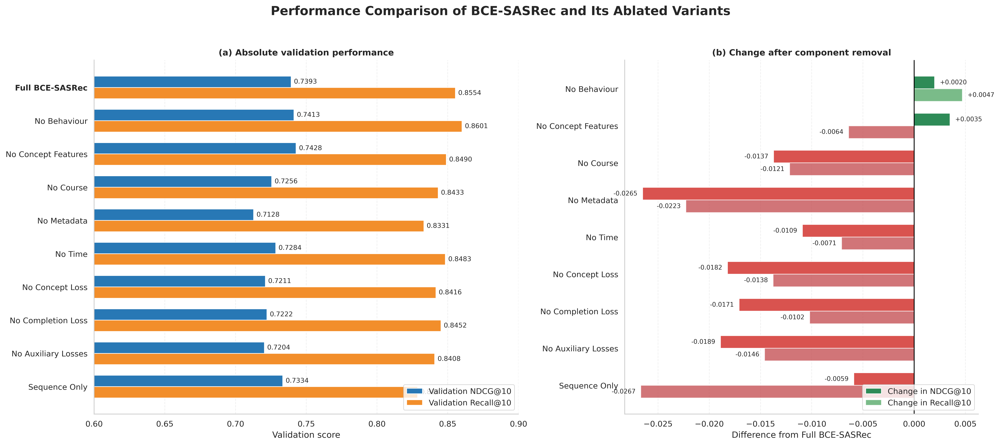 Performance Comparison of BCE-SASRec and Its Ablated Variants
(a) Absolute validation performance
Full BCE-SASRec
0.7393
0.8554
No Behaviour
0.7413
0.8601
No Concept Features
0.7428
0.8490
No Course
0.7256
0.8433
No Metadata
0.7128
0.8331
No Time
0.7284
0.8483
No Concept Loss
0.7211
0.8416
No Completion Loss
0.7222
0.8452
No Auxiliary Losses
0.7204
0.8408
Sequence Only
0.7334
Validation NDCG@10
Validation Recall@10
0.60 0.65 0.70 0.75 0.80 0.85 0.90
Validation score
(b) Change after component removal
No Behaviour
+0.0020
+0.0047
No Concept Features
+0.0035
-0.0064
No Course
-0.0137
-0.0121
No Metadata
-0.0265
-0.0223
No Time
-0.0109
-0.0071
No Concept Loss
-0.0182
-0.0138
No Completion Loss
-0.0171
-0.0102
No Auxiliary Losses
-0.0189
-0.0146
Sequence Only
-0.0059
-0.0267
Change in NDCG@10
Change in Recall@10
−0.025 −0.020 −0.015 −0.010 −0.005 0.000 0.005
Difference from Full BCE-SASRec